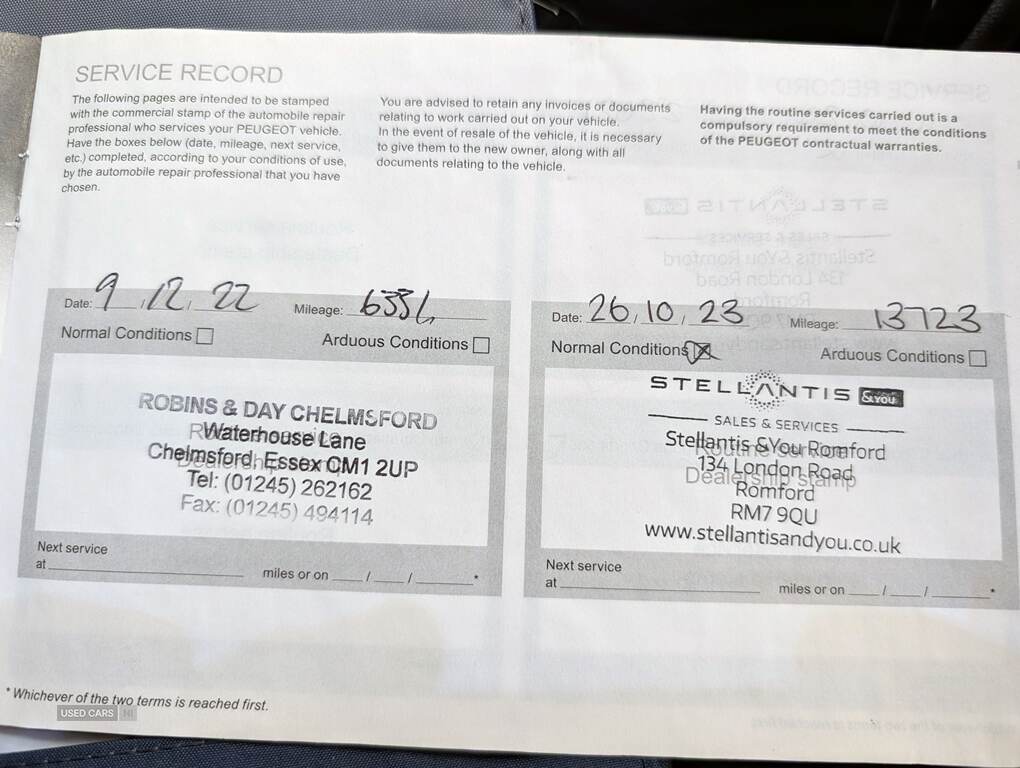 SERVICE RECORD
The following pages are intended to be stamped
with the commercial stamp of the automobile repair
professional who services your PEUGEOT vehicle.
Have the boxes below (date, mileage, next service,
etc.) completed, according to your conditions of use,
by the automobile repair professional that you have
chosen.
You are advised to retain any invoices or documents
relating to work carried out on your vehicle.
In the event of resale of the vehicle, it is necessary
to give them to the new owner, along with all
documents relating to the vehicle.
Having the routine services carried out is a
compulsory requirement to meet the conditions
of the PEUGEOT contractual warranties.
Date: 9 , 12 , 22 Mileage:
Normal Conditions Arduous Conditions
ROBINS & DAY CHELMSFORD
Waterhouse Lane
Chelmsford, Essex CM1 2UP
Dealership stamp
Tel: (01245) 262162
Fax: (01245) 494114
Next service
at miles or on / / *
Date: 26 , 10 , 23 Mileage: 13723
Normal Conditions Arduous Conditions
STELLANTIS &YOU
SALES & SERVICES
Stellantis &You Romford
Routine service
134 London Road
Dealership stamp
Romford
RM7 9QU
www.stellantisandyou.co.uk
Next service
at miles or on / / *
* Whichever of the two terms is reached first.
USED CARS NI